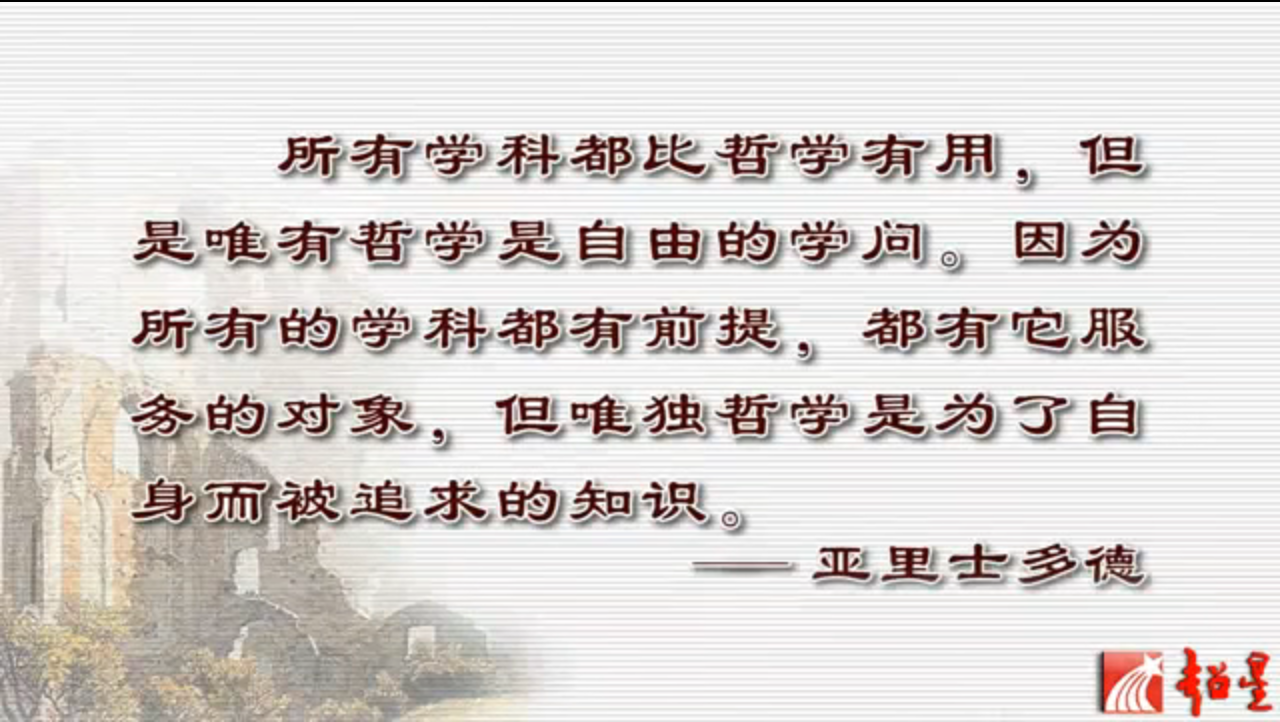 所有学科都比哲学有用，但
是唯有哲学是自由的学问。因为
所有的学科都有前提，都有它服
务的对象，但唯独哲学是为了自
身而被追求的知识。
——亚里士多德
超星